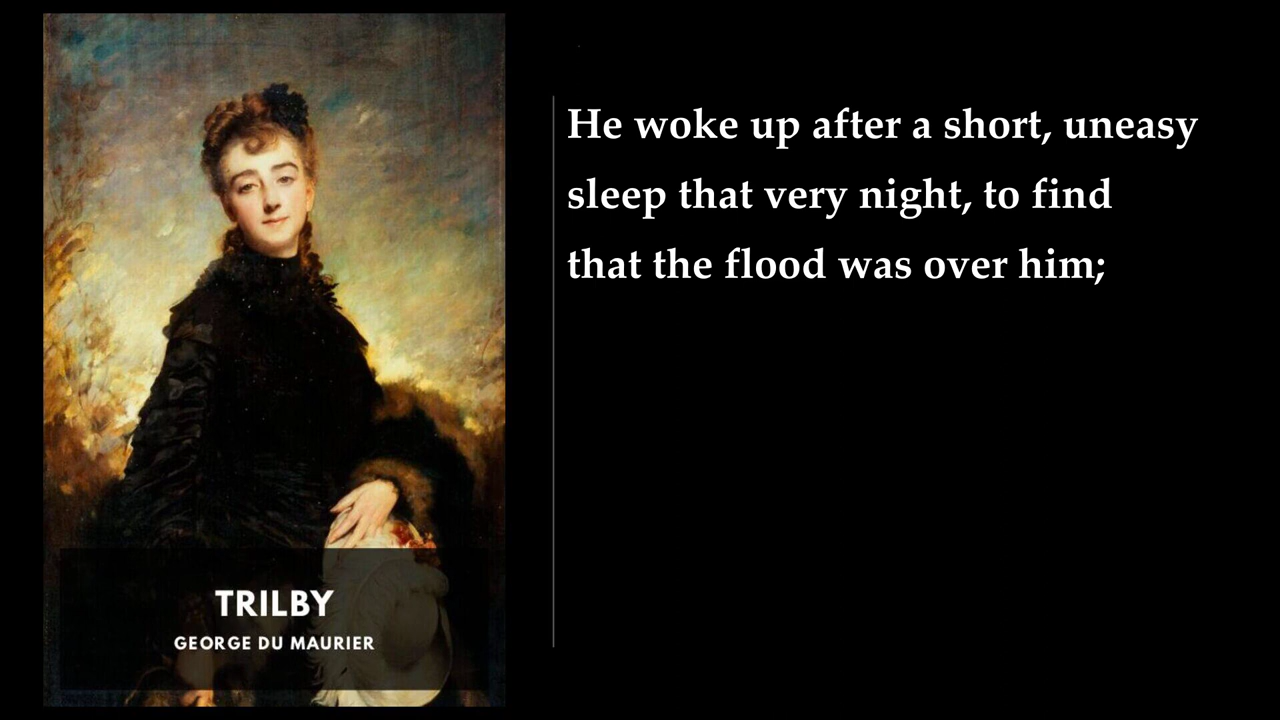 He woke up after a short, uneasy
sleep that very night, to find
that the flood was over him;
TRILBY
GEORGE DU MAURIER